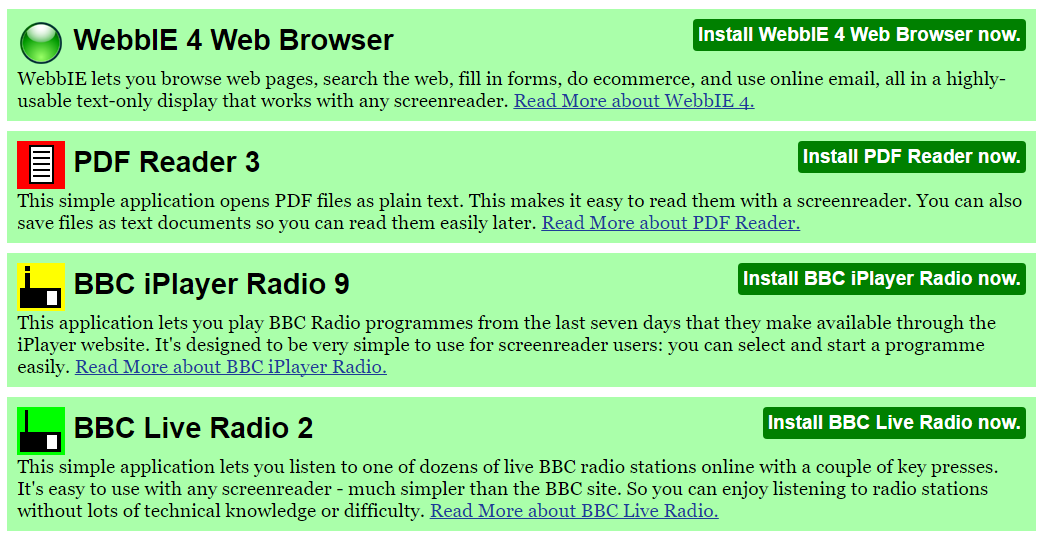 WebbIE 4 Web Browser
Install WebbIE 4 Web Browser now.
WebbIE lets you browse web pages, search the web, fill in forms, do ecommerce, and use online email, all in a highly-
usable text-only display that works with any screenreader. Read More about WebbIE 4.
PDF Reader 3
Install PDF Reader now.
This simple application opens PDF files as plain text. This makes it easy to read them with a screenreader. You can also
save files as text documents so you can read them easily later. Read More about PDF Reader.
BBC iPlayer Radio 9
Install BBC iPlayer Radio now.
This application lets you play BBC Radio programmes from the last seven days that they make available through the
iPlayer website. It's designed to be very simple to use for screenreader users: you can select and start a programme
easily. Read More about BBC iPlayer Radio.
BBC Live Radio 2
Install BBC Live Radio now.
This simple application lets you listen to one of dozens of live BBC radio stations online with a couple of key presses.
It's easy to use with any screenreader - much simpler than the BBC site. So you can enjoy listening to radio stations
without lots of technical knowledge or difficulty. Read More about BBC Live Radio.